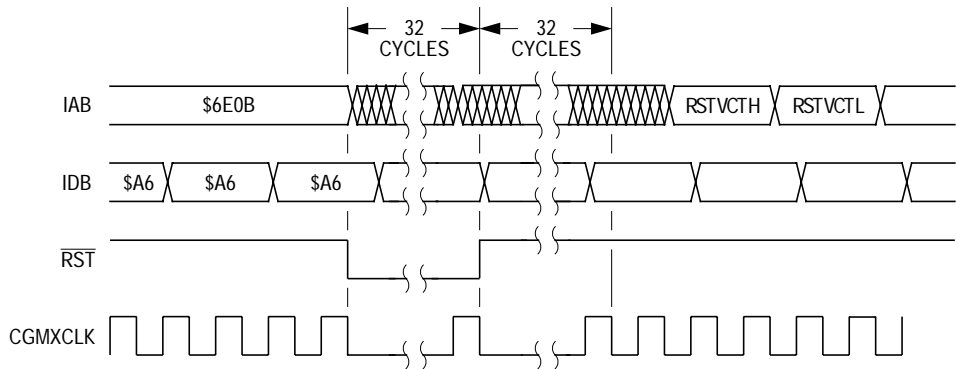 32
CYCLES
32
CYCLES
IAB
$6E0B
RSTVCTH
RSTVCTL
IDB
$A6
$A6
$A6
RST
CGMXCLK